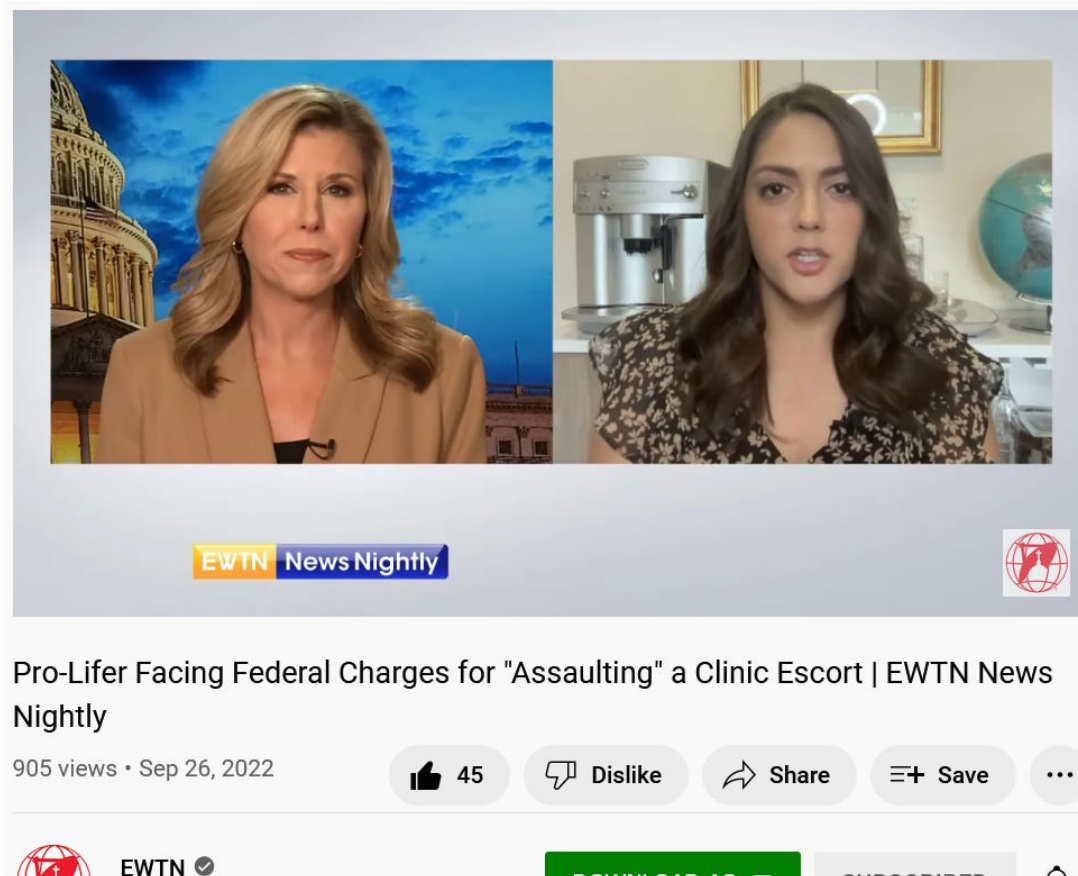 EWTN News Nightly
Pro-Lifer Facing Federal Charges for "Assaulting" a Clinic Escort | EWTN News
Nightly
905 views • Sep 26, 2022
45
Dislike
Share
Save
EWTN
SUBSCRIBED